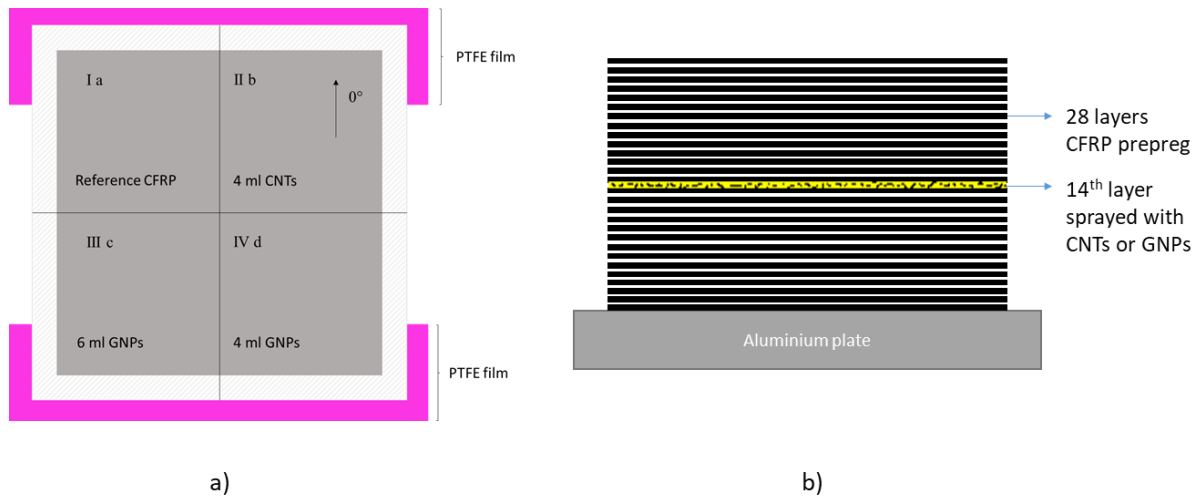 PTFE film
I a
II b
0°
Reference CFRP
4 ml CNTs
III c
IV d
6 ml GNPs
4 ml GNPs
PTFE film
a)
28 layers
CFRP prepreg
14th layer
sprayed with
CNTs or GNPs
Aluminium plate
b)